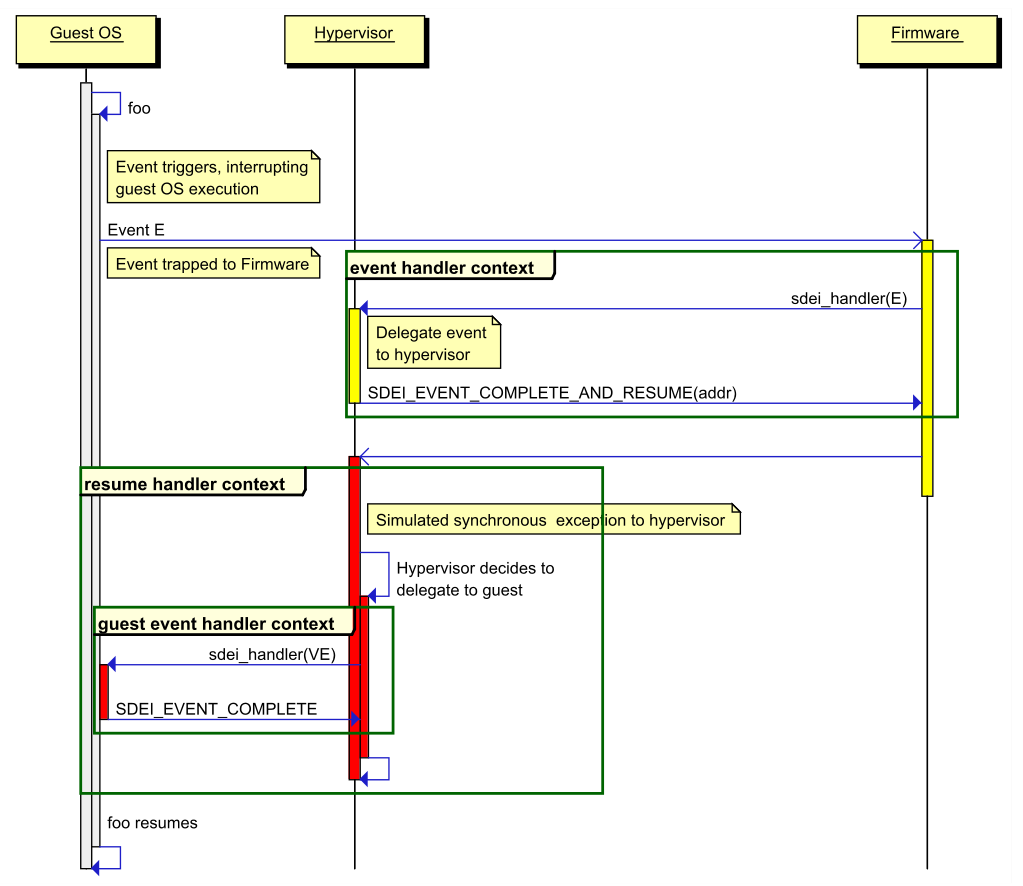 Guest OS
Hypervisor
Firmware
foo
Event triggers, interrupting
guest OS execution
Event E
Event trapped to Firmware
event handler context
sdei_handler(E)
Delegate event
to hypervisor
SDEI_EVENT_COMPLETE_AND_RESUME(addr)
resume handler context
Simulated synchronous  exception to hypervisor
Hypervisor decides to
delegate to guest
guest event handler context
sdei_handler(VE)
SDEI_EVENT_COMPLETE
foo resumes